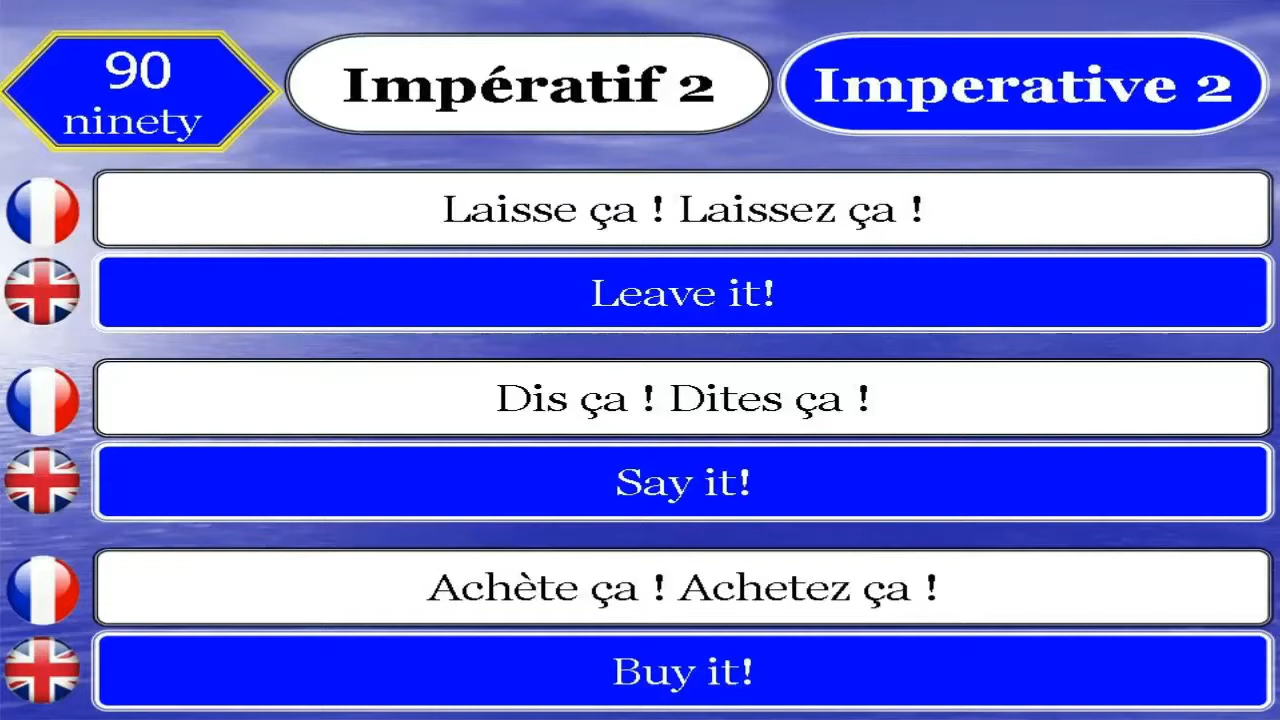 90
ninety
Impératif 2
Imperative 2
Laisse ça ! Laissez ça !
Leave it!
Dis ça ! Dites ça !
Say it!
Achète ça ! Achetez ça !
Buy it!